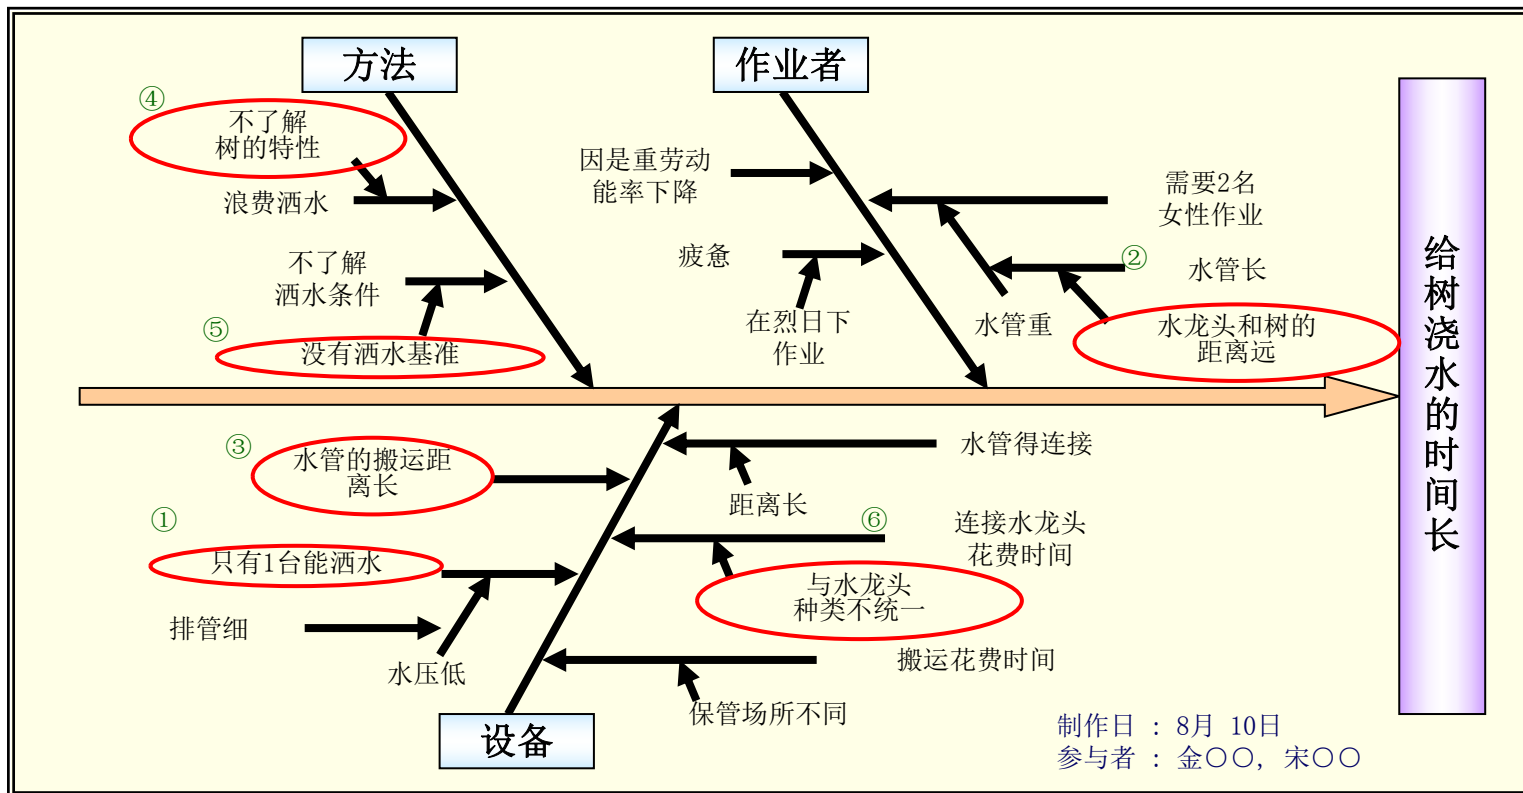 方法
作业者
④
不了解
树的特性
浪费洒水
不了解
洒水条件
⑤
没有洒水基准
因是重劳动
能率下降
疲惫
在烈日下
作业
需要2名
女性作业
②
水管长
水管重
水龙头和树的
距离远
给树浇水的时间长
③
水管的搬运距
离长
①
只有1台能洒水
排管细
水压低
水管得连接
距离长
⑥
连接水龙头
花费时间
与水龙头
种类不统一
搬运花费时间
保管场所不同
设备
制作日 : 8月 10日
参与者 : 金○○, 宋○○